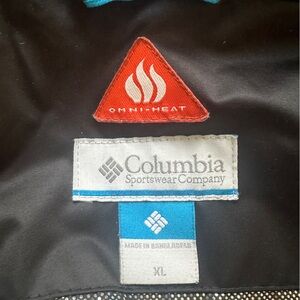 OMNI-HEAT
Columbia
Sportswear Company
MADE IN BANGLADESH
XL